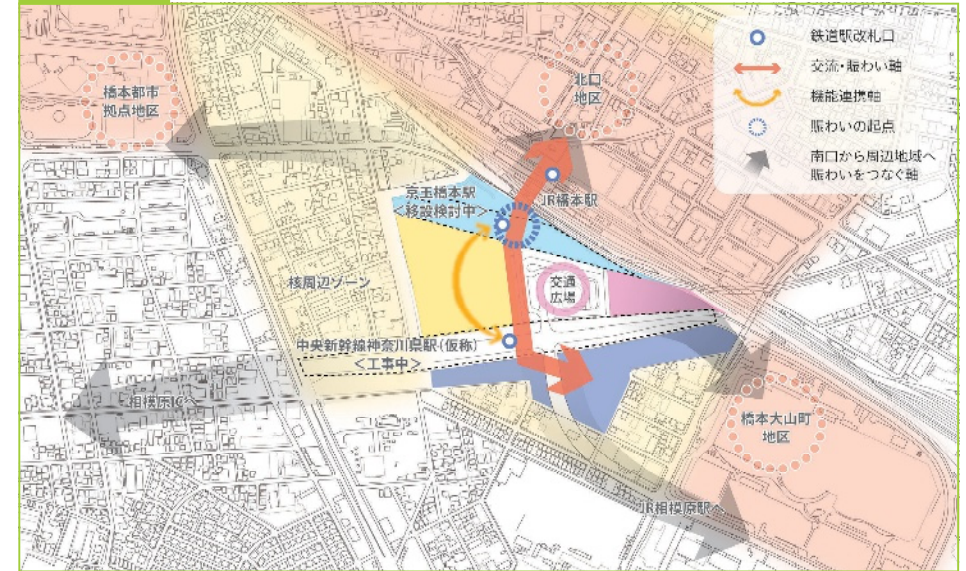 鉄道駅改札口
交流・賑わい軸
機能連携軸
賑わいの起点
南口から周辺地域へ
賑わいをつなぐ軸
北口
地区
橋本都市
拠点地区
京王橋本駅
<移設検討中>
JR橋本駅
核周辺ゾーン
交通
広場
中央新幹線神奈川県駅(仮称)
<工事中>
相模原ICへ
橋本大山町
地区
JR相模原駅へ